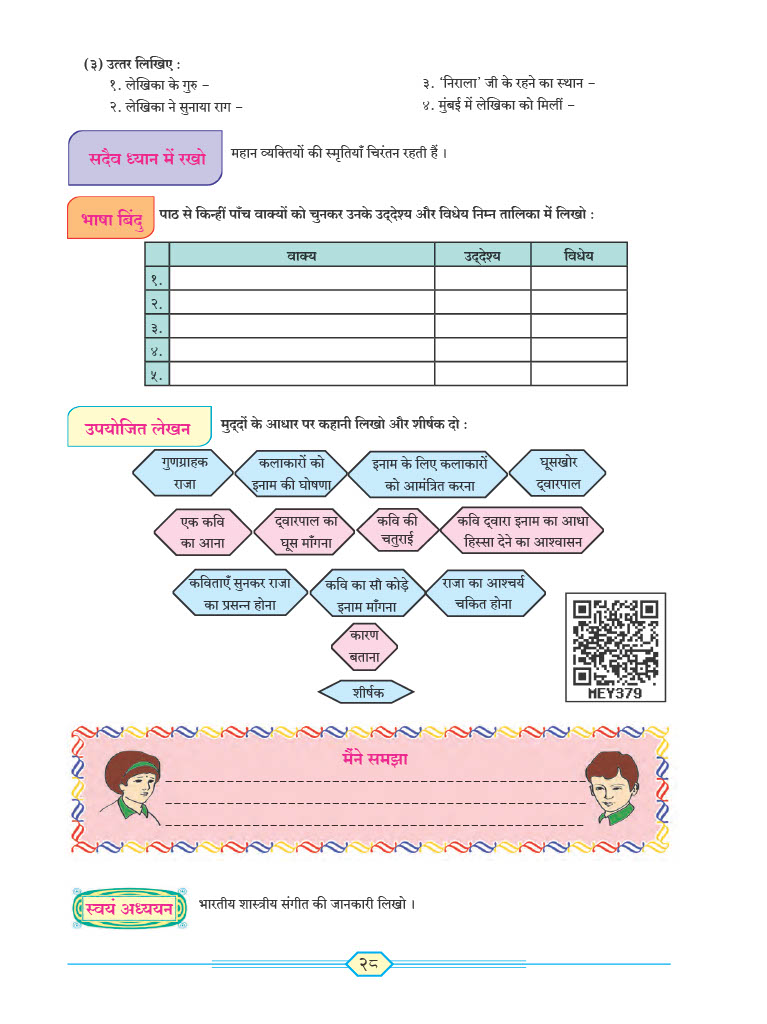 (३) उत्तर लिखिए :
१. लेखिका के गुरु –
२. लेखिका ने सुनाया राग –
३. ‘निराला’ जी के रहने का स्थान –
४. मुंबई में लेखिका को मिलीं –
सदैव ध्यान में रखो
महान व्यक्तियों की स्मृतियाँ चिरंतन रहती हैं ।
भाषा बिंदु
पाठ से किन्हीं पाँच वाक्यों को चुनकर उनके उद्देश्य और विधेय निम्न तालिका में लिखो :
वाक्य उद्देश्य विधेय
१.
२.
३.
४.
५.
उपयोजित लेखन
मुद्दों के आधार पर कहानी लिखो और शीर्षक दो :
गुणग्राहक
राजा
कलाकारों को
इनाम की घोषणा
इनाम के लिए कलाकारों
को आमंत्रित करना
घूसखोर
द्वारपाल
एक कवि
का आना
द्वारपाल का
घूस माँगना
कवि की
चतुराई
कवि द्वारा इनाम का आधा
हिस्सा देने का आश्वासन
कविताएँ सुनकर राजा
का प्रसन्न होना
कवि का सौ कोड़े
इनाम माँगना
राजा का आश्चर्य
चकित होना
कारण
बताना
शीर्षक
MEY379
मैंने समझा
स्वयं अध्ययन
भारतीय शास्त्रीय संगीत की जानकारी लिखो ।
२८